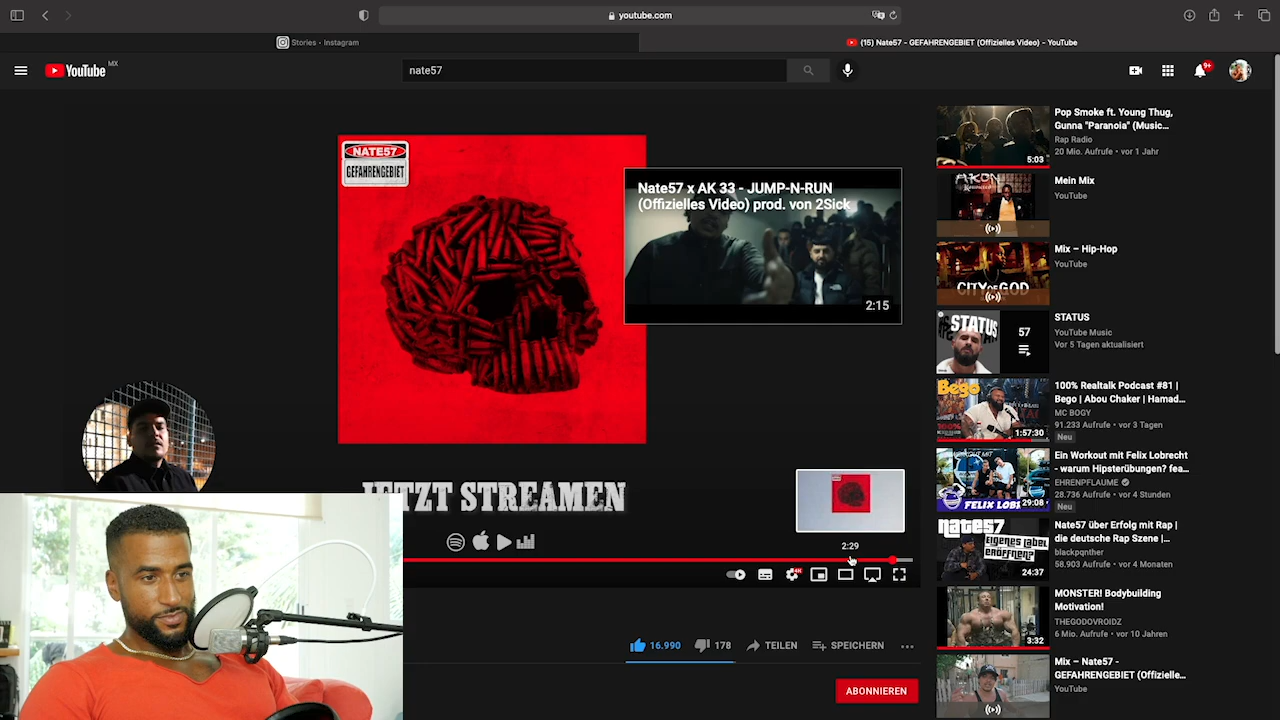 youtube.com
Stories • Instagram
(15) Nate57 - GEFAHRENGEBIET (Offizielles Video) - YouTube
YouTube MX
nate57
9+
NATE57
GEFAHRENGEBIET
Nate57 x AK 33 - JUMP-N-RUN
(Offizielles Video) prod. von 2Sick
2:15
JETZT STREAMEN
2:29
16.990
178
TEILEN
SPEICHERN
ABONNIEREN
5:03
Pop Smoke ft. Young Thug,
Gunna "Paranoia" (Music...
Rap Radio
20 Mio. Aufrufe • vor 1 Jahr
Mein Mix
YouTube
CITY OF GOD
Mix – Hip-Hop
YouTube
STATUS
57
STATUS
YouTube Music
Vor 5 Tagen aktualisiert
Bego
100%
1:57:30
100% Realtalk Podcast #81 |
Bego | Abou Chaker | Hamad...
MC BOGY
91.233 Aufrufe • vor 3 Tagen
Neu
29:08
Ein Workout mit Felix Lobrecht
- warum Hipsterübungen? fea...
EHRENPFLAUME
28.736 Aufrufe • vor 4 Stunden
Neu
nate57
EIGENES LABEL
ERÖFFNEN?
24:37
Nate57 über Erfolg mit Rap |
die deutsche Rap Szene |...
blackpqnther
58.903 Aufrufe • vor 4 Monaten
3:32
MONSTER! Bodybuilding
Motivation!
THEGODOVROIDZ
6 Mio. Aufrufe • vor 10 Jahren
Mix – Nate57 -
GEFAHRENGEBIET (Offizielle...
YouTube